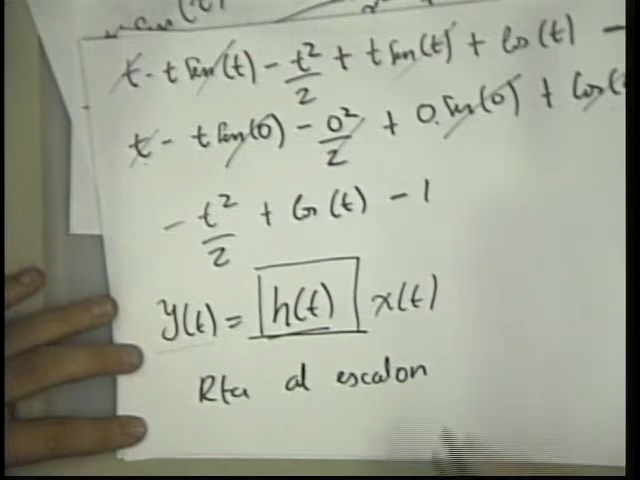 t - t Sen(t) - t²/2 + t Sen(t) + Cos(t) -
t - t Sen(0) - 0²/2 + 0.Sen(0) + Cos(
- t²/2 + Cos(t) - 1
y(t) = h(t) x(t)
Rta al escalon